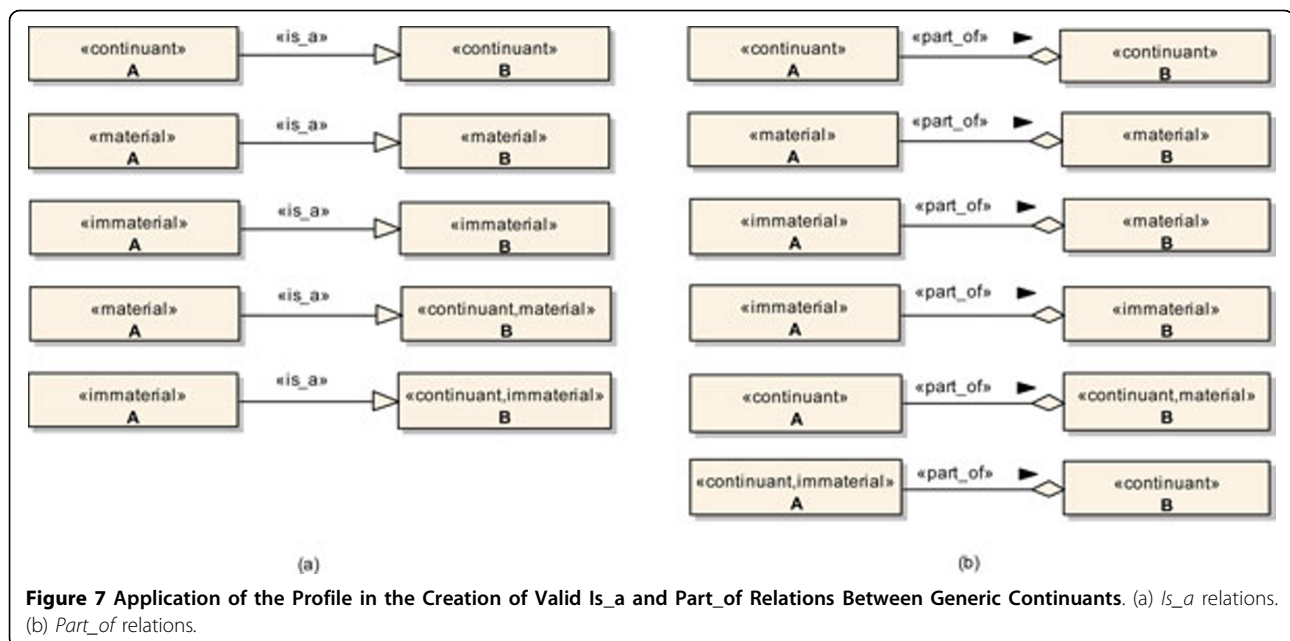 «is_a»
«continuant»
A
«continuant»
B
«is_a»
«material»
A
«material»
B
«is_a»
«immaterial»
A
«immaterial»
B
«is_a»
«material»
A
«continuant,material»
B
«is_a»
«immaterial»
A
«continuant,immaterial»
B
(a)
«part_of»
«continuant»
A
«continuant»
B
«part_of»
«material»
A
«material»
B
«part_of»
«immaterial»
A
«material»
B
«part_of»
«immaterial»
A
«immaterial»
B
«part_of»
«continuant»
A
«continuant,material»
B
«part_of»
«continuant,immaterial»
A
«continuant»
B
(b)
Figure 7 Application of the Profile in the Creation of Valid Is_a and Part_of Relations Between Generic Continuants. (a) Is_a relations.
(b) Part_of relations.